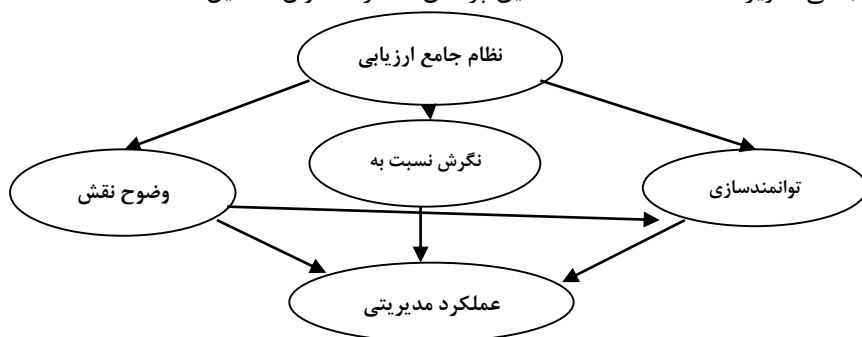 نظام جامع ارزیابی
نگرش نسبت به
توانمندسازی
وضوح نقش
عملکرد مدیریتی